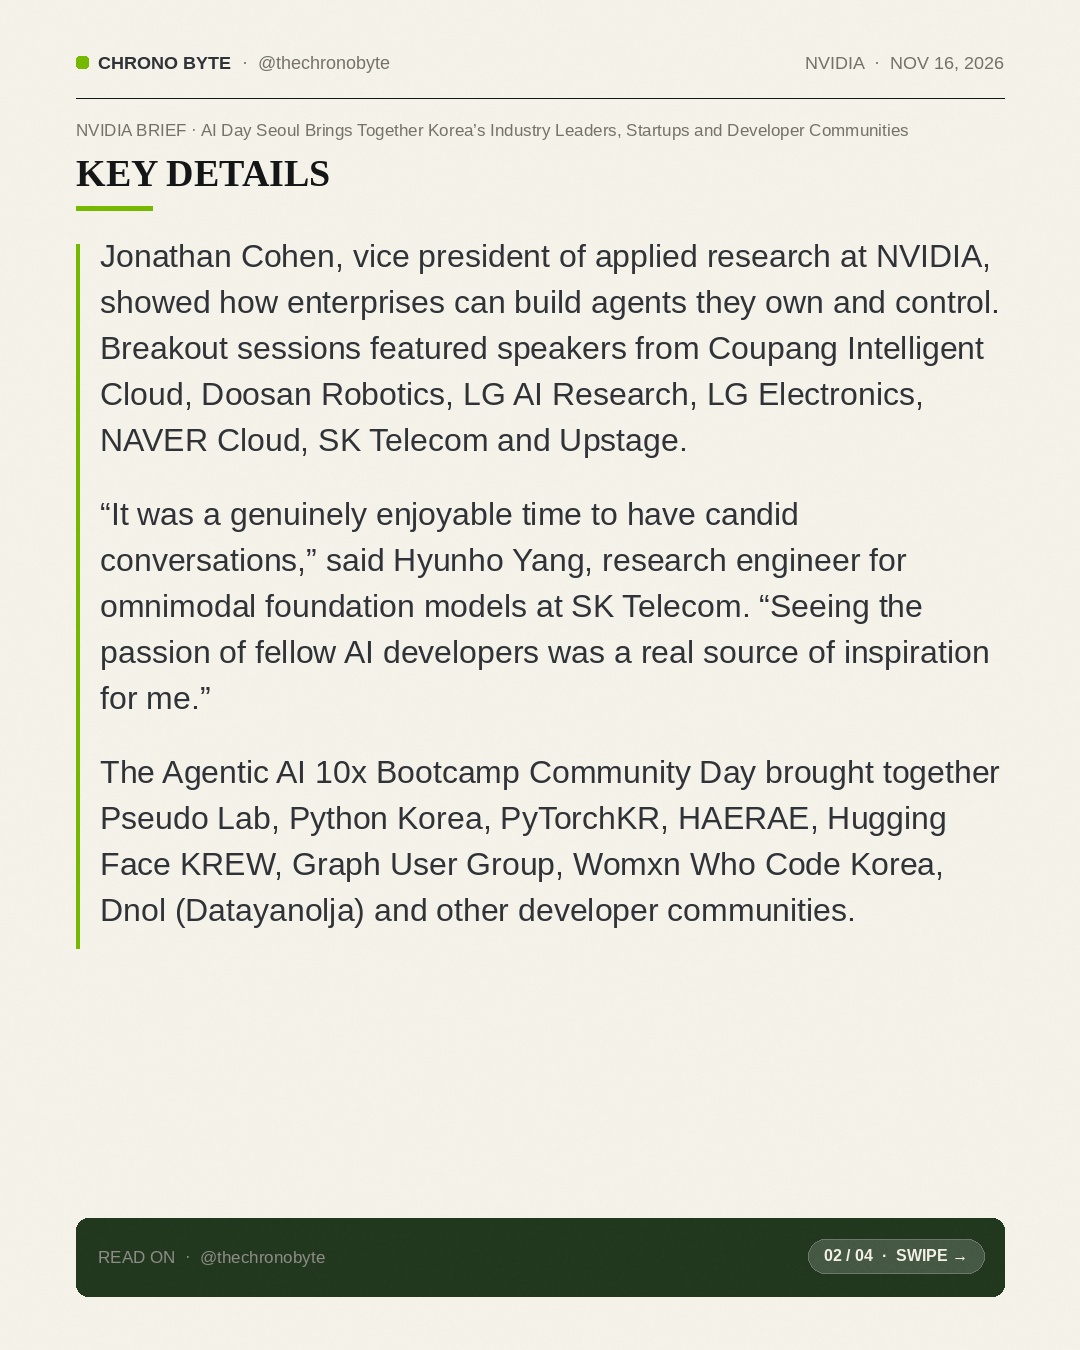 CHRONO BYTE · @thechronobyte
NVIDIA · NOV 16, 2026
NVIDIA BRIEF · AI Day Seoul Brings Together Korea’s Industry Leaders, Startups and Developer Communities
KEY DETAILS
Jonathan Cohen, vice president of applied research at NVIDIA,
showed how enterprises can build agents they own and control.
Breakout sessions featured speakers from Coupang Intelligent
Cloud, Doosan Robotics, LG AI Research, LG Electronics,
NAVER Cloud, SK Telecom and Upstage.
“It was a genuinely enjoyable time to have candid
conversations,” said Hyunho Yang, research engineer for
omnimodal foundation models at SK Telecom. “Seeing the
passion of fellow AI developers was a real source of inspiration
for me.”
The Agentic AI 10x Bootcamp Community Day brought together
Pseudo Lab, Python Korea, PyTorchKR, HAERAE, Hugging
Face KREW, Graph User Group, Womxn Who Code Korea,
Dnol (Datayanolja) and other developer communities.
READ ON · @thechronobyte
02 / 04 · SWIPE →